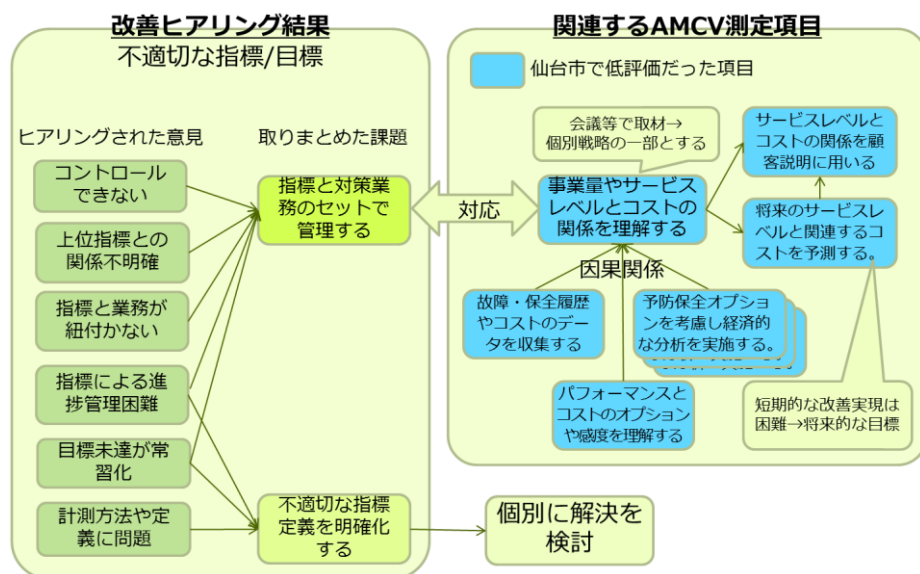 改善ヒアリング結果
不適切な指標/目標
ヒアリングされた意見
取りまとめた課題
コントロール
できない
上位指標との
関係不明確
指標と業務が
紐付かない
指標による進
捗管理困難
目標未達が常
習化
計測方法や定
義に問題
指標と対策業
務のセットで
管理する
不適切な指標
定義を明確化
する
対応
個別に解決を
検討
関連するAMCV測定項目
仙台市で低評価だった項目
会議等で取材→
個別戦略の一部とする
事業量やサービス
レベルとコストの
関係を理解する
サービスレベルと
コストの関係を顧
客説明に用いる
将来のサービスレ
ベルと関連するコ
ストを予測する。
因果関係
故障・保全履歴
やコストのデー
タを収集する
予防保全オプション
を考慮し経済的
な分析を実施する。
パフォーマンスと
コストのオプション
や感度を理解する
短期的な改善実現は
困難→将来的な目標